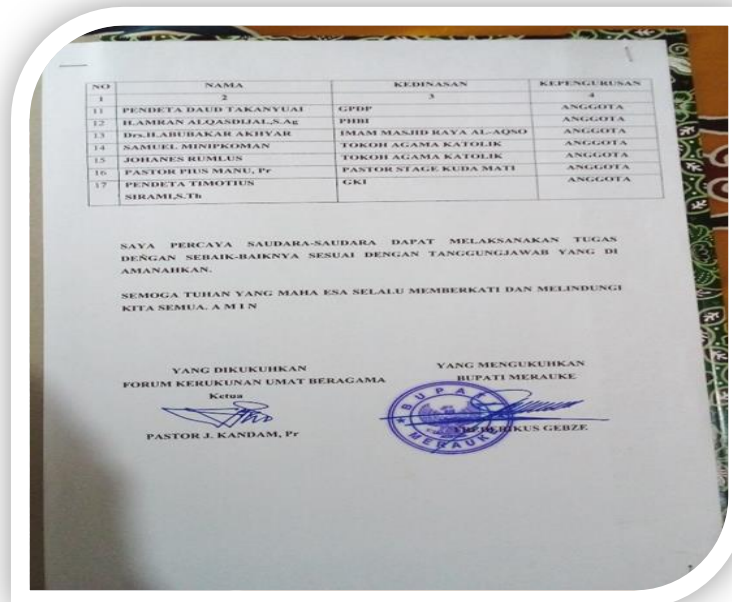 NO NAMA KEDINASAN KEPENGURUSAN
1 2 3 4
11 PENDETA DAUD TAKANYUAI GPDP ANGGOTA
12 H.AMRAN ALQASDIJAL,S.Ag PHBI ANGGOTA
13 Drs.H.ABUBAKAR AKHYAR IMAM MASJID RAYA AL-AQSO ANGGOTA
14 SAMUEL MINIPKOMAN TOKOH AGAMA KATOLIK ANGGOTA
15 JOHANES RUMLUS TOKOH AGAMA KATOLIK ANGGOTA
16 PASTOR PIUS MANU, Pr PASTOR STAGE KUDA MATI ANGGOTA
17 PENDETA TIMOTIUS GKI ANGGOTA
SIRAMI,S.Th
SAYA PERCAYA SAUDARA-SAUDARA DAPAT MELAKSANAKAN TUGAS
DENGAN SEBAIK-BAIKNYA SESUAI DENGAN TANGGUNGJAWAB YANG DI
AMANAHKAN.
SEMOGA TUHAN YANG MAHA ESA SELALU MEMBERKATI DAN MELINDUNGI
KITA SEMUA. A M I N
YANG DIKUKUHKAN
FORUM KERUKUNAN UMAT BERAGAMA
Ketua
PASTOR J. KANDAM, Pr
YANG MENGUKUHKAN
BUPATI MERAUKE
BUPATI
MERAUKE
FREDERIKUS GEBZE